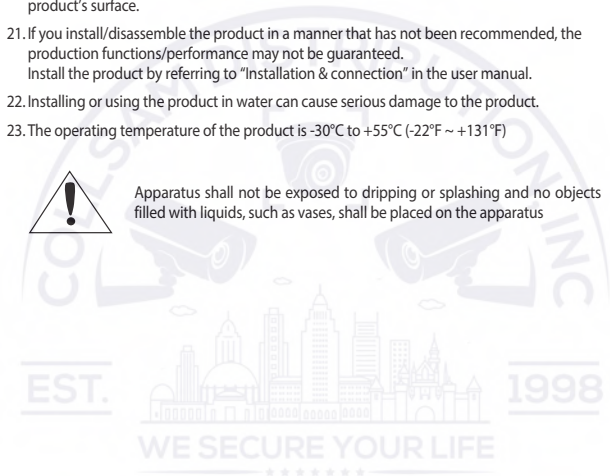 product's surface.
21. If you install/disassemble the product in a manner that has not been recommended, the
production functions/performance may not be guaranteed.
Install the product by referring to “Installation & connection” in the user manual.
22. Installing or using the product in water can cause serious damage to the product.
23. The operating temperature of the product is -30°C to +55°C (-22°F ~ +131°F)
Apparatus shall not be exposed to dripping or splashing and no objects
filled with liquids, such as vases, shall be placed on the apparatus
EST. 1998
WE SECURE YOUR LIFE